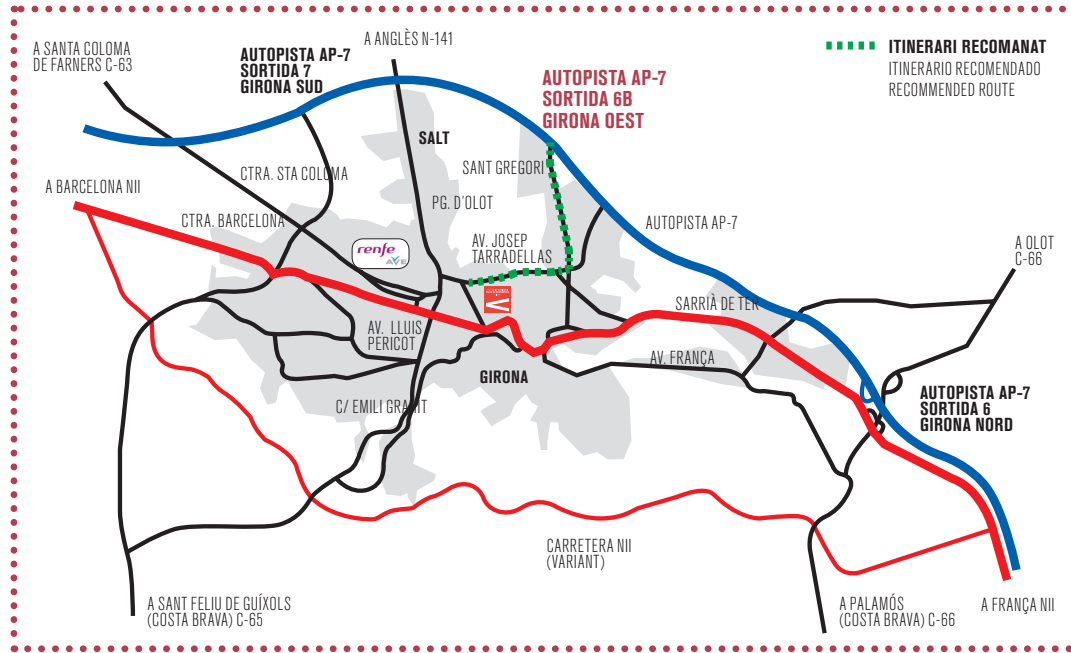 A SANTA COLOMA
DE FARNERS C-63
AUTOPISTA AP-7
SORTIDA 7
GIRONA SUD
A ANGLÈS N-141
AUTOPISTA AP-7
SORTIDA 6B
GIRONA OEST
ITINERARI RECOMANAT
ITINERARIO RECOMENDADO
RECOMMENDED ROUTE
SALT
SANT GREGORI
CTRA. STA COLOMA
A BARCELONA NII
PG. D'OLOT
CTRA. BARCELONA
AUTOPISTA AP-7
renfe
AVE
AV. JOSEP
TARRADELLAS
A OLOT
C-66
SARRIÀ DE TER
AV. LLUIS
PERICOT
AV. FRANÇA
GIRONA
AUTOPISTA AP-7
SORTIDA 6
GIRONA NORD
C/ EMILI GRAHIT
CARRETERA NII
(VARIANT)
A SANT FELIU DE GUÍXOLS
(COSTA BRAVA) C-65
A PALAMÓS
(COSTA BRAVA) C-66
A FRANÇA NII